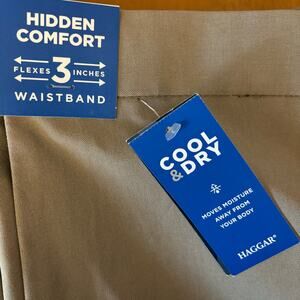 HIDDEN
COMFORT
FLEXES 3 INCHES
WAISTBAND
COOL
& DRY
MOVES MOISTURE
AWAY FROM
YOUR BODY
HAGGAR®